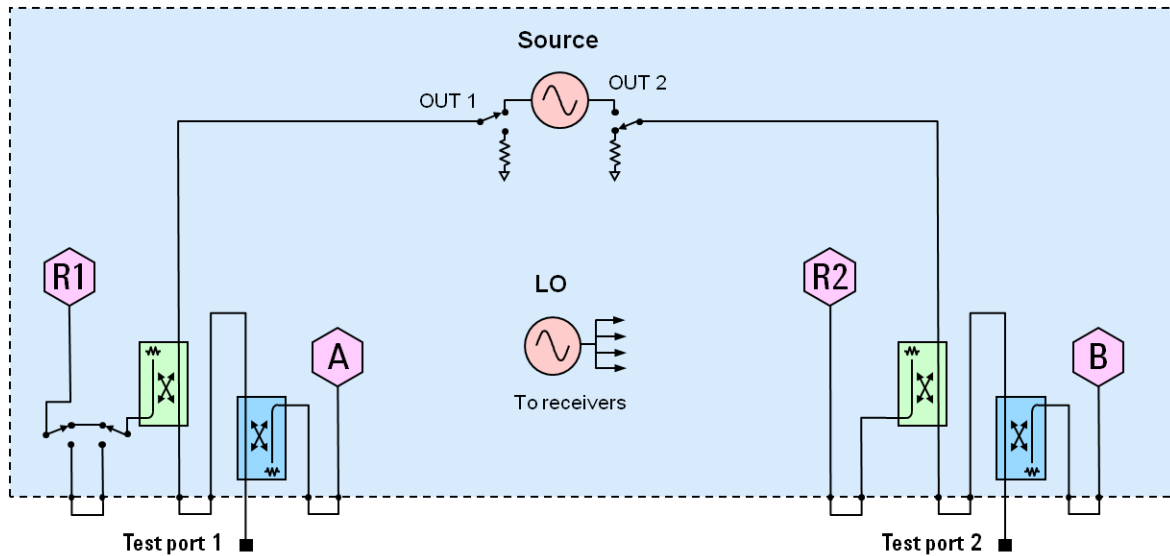 Source
OUT 1
OUT 2
R1
R2
LO
A
B
To receivers
Test port 1
Test port 2